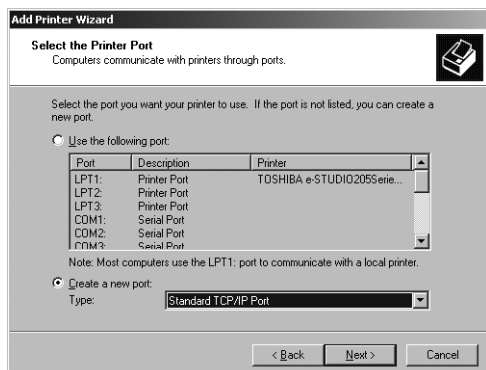 Add Printer Wizard
Select the Printer Port
Computers communicate with printers through ports.
Select the port you want your printer to use. If the port is not listed, you can create a
new port.
Use the following port:
Port Description Printer
LPT1: Printer Port TOSHIBA e-STUDIO205Serie...
LPT2: Printer Port
LPT3: Printer Port
COM1: Serial Port
COM2: Serial Port
COM3: Serial Port
Note: Most computers use the LPT1: port to communicate with a local printer.
Create a new port:
Type: Standard TCP/IP Port
< Back Next > Cancel